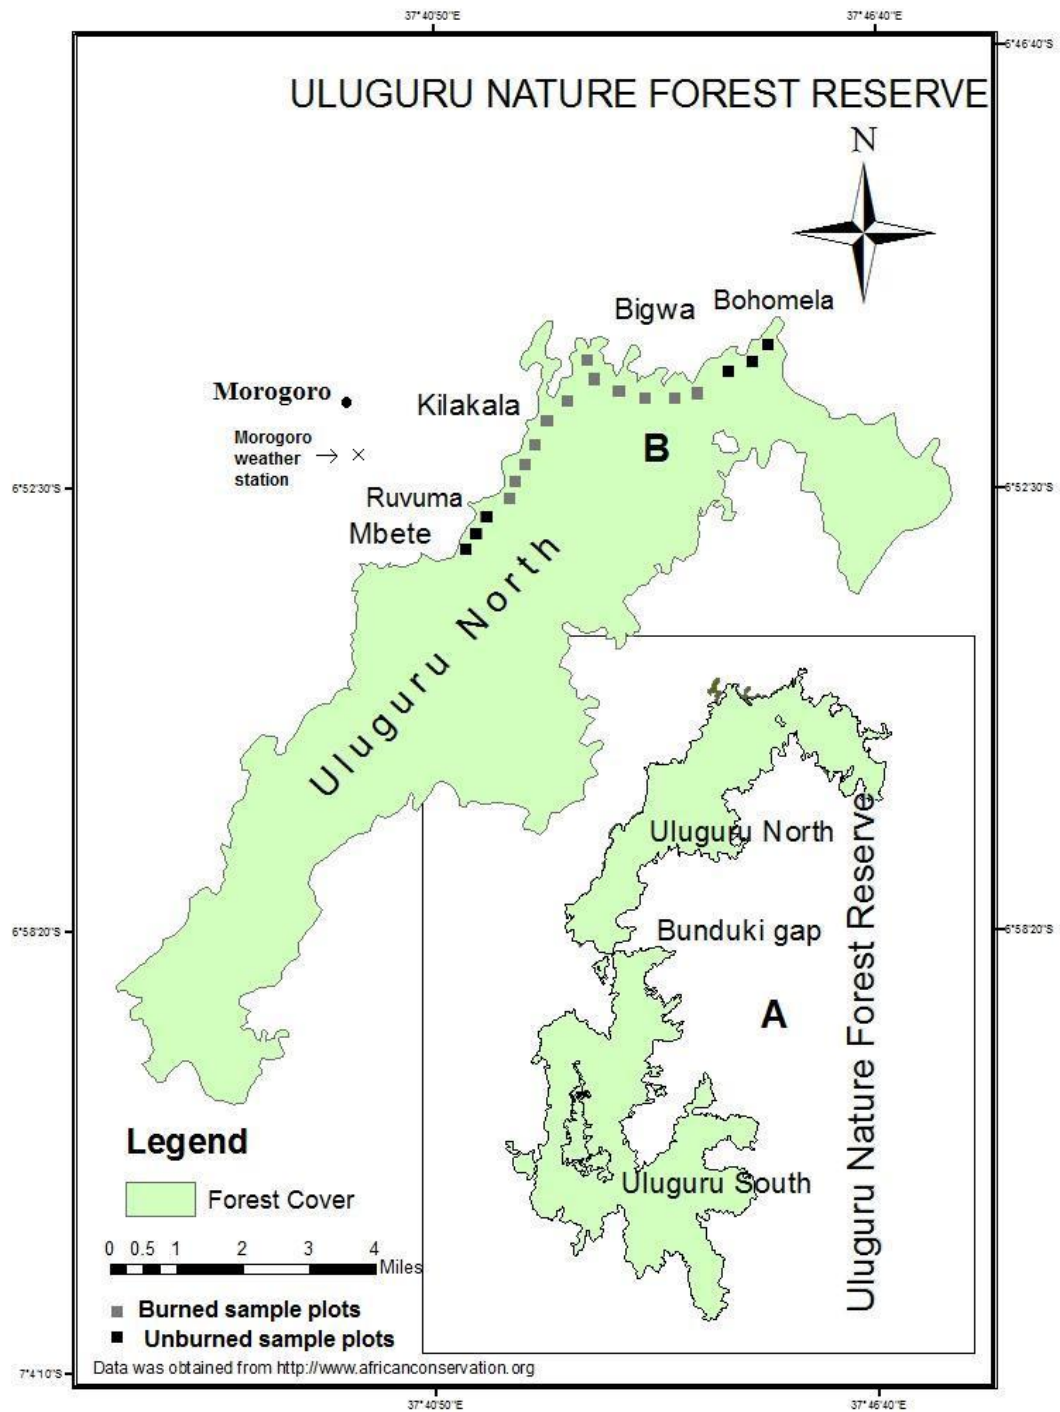 37°40'50"E
37°46'40"E
6°46'40"S
ULUGURU NATURE FOREST RESERVE
N
Bigwa
Bohomela
Morogoro
Kilakala
B
Morogoro
weather
station
6°52'30"S
6°52'30"S
Ruvuma
Mbete
Uluguru North
Uluguru North
Bunduki gap
6°58'20"S
6°58'20"S
A
Uluguru Nature Forest Reserve
Uluguru South
Legend
Forest Cover
0 0.5 1 2 3 4
Miles
Burned sample plots
Unburned sample plots
Data was obtained from http://www.africanconservation.org
7°4'10"S
37°40'50"E
37°46'40"E